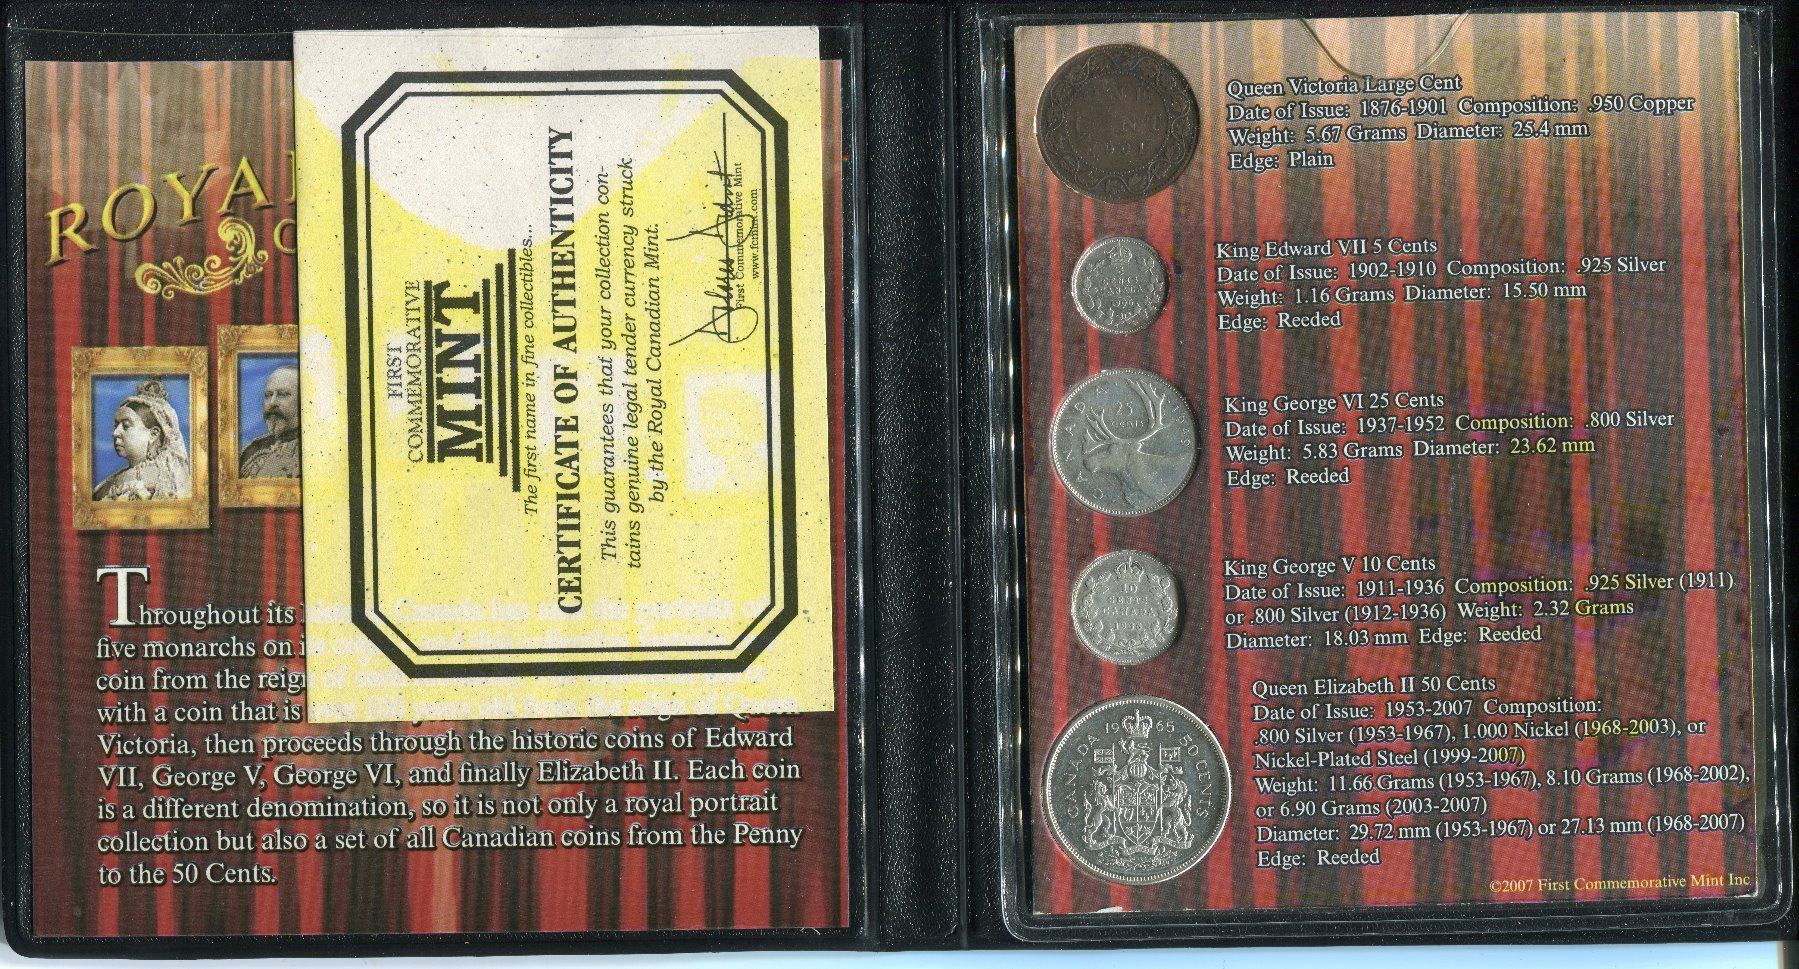 ROYAL
C
Throughout its
five monarchs on
coin from the reign of
with a coin that is
Victoria, then proceeds through the historic coins of Edward
VII, George V, George VI, and finally Elizabeth II. Each coin
is a different denomination, so it is not only a royal portrait
collection but also a set of all Canadian coins from the Penny
to the 50 Cents.
FIRST
COMMEMORATIVE
MINT
The first name in fine collectibles...
CERTIFICATE OF AUTHENTICITY
This guarantees that your collection con-
tains genuine legal tender currency struck
by the Royal Canadian Mint.
First Commemorative Mint
www.fcmint.com
Queen Victoria Large Cent
Date of Issue: 1876-1901 Composition: .950 Copper
Weight: 5.67 Grams Diameter: 25.4 mm
Edge: Plain
King Edward VII 5 Cents
Date of Issue: 1902-1910 Composition: .925 Silver
Weight: 1.16 Grams Diameter: 15.50 mm
Edge: Reeded
CANADA 1949
25
CENTS
King George VI 25 Cents
Date of Issue: 1937-1952 Composition: .800 Silver
Weight: 5.83 Grams Diameter: 23.62 mm
Edge: Reeded
10
CENTS
CANADA
King George V 10 Cents
Date of Issue: 1911-1936 Composition: .925 Silver (1911)
or .800 Silver (1912-1936) Weight: 2.32 Grams
Diameter: 18.03 mm Edge: Reeded
CANADA 1965 50 CENTS
Queen Elizabeth II 50 Cents
Date of Issue: 1953-2007 Composition:
.800 Silver (1953-1967), 1.000 Nickel (1968-2003), or
Nickel-Plated Steel (1999-2007)
Weight: 11.66 Grams (1953-1967), 8.10 Grams (1968-2002),
or 6.90 Grams (2003-2007)
Diameter: 29.72 mm (1953-1967) or 27.13 mm (1968-2007)
Edge: Reeded
©2007 First Commemorative Mint Inc.